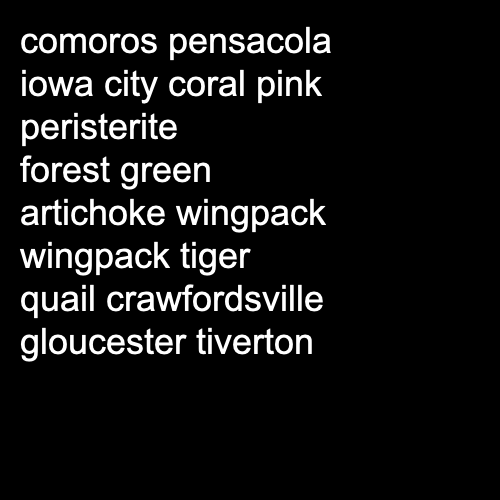 comoros pensacola
iowa city coral pink
peristerite
forest green
artichoke wingpack
wingpack tiger
quail crawfordsville
gloucester tiverton